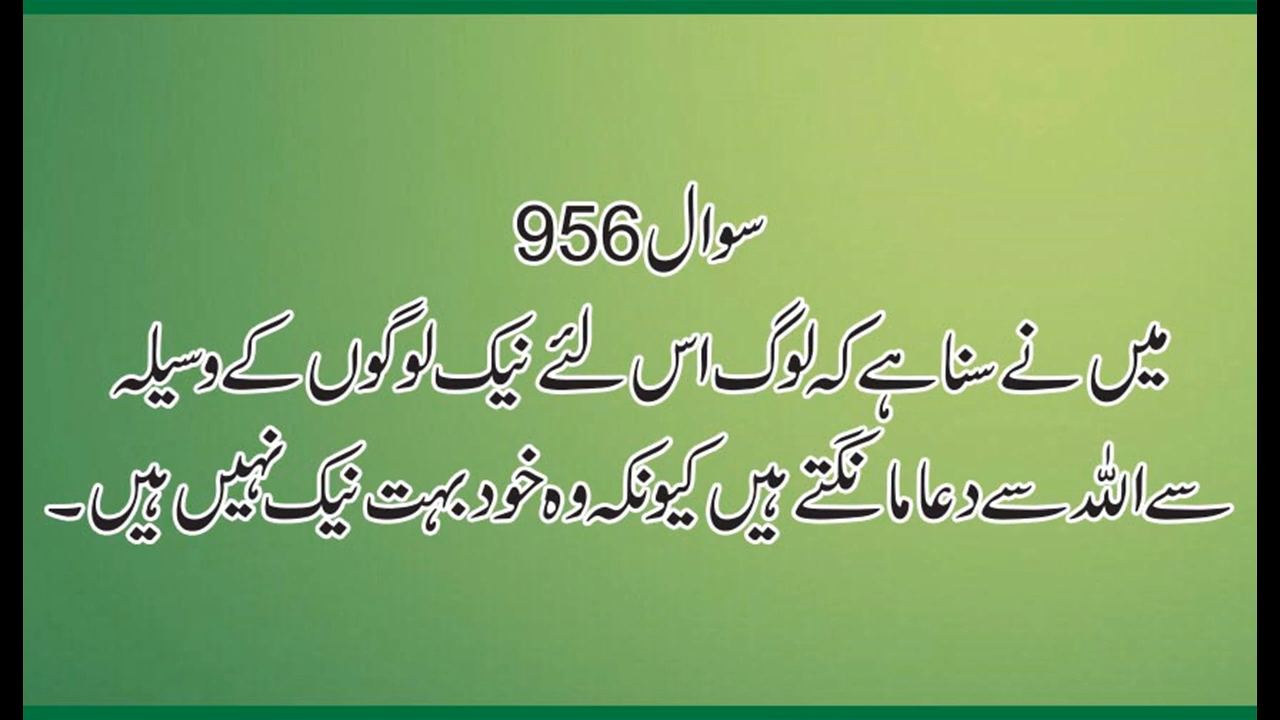 سوال 956
میں نے سنا ہے کہ لوگ اس لئے نیک لوگوں کے وسیلہ
سے اللہ سے دعا مانگتے ہیں کیونکہ وہ خود بہت نیک نہیں ہیں۔